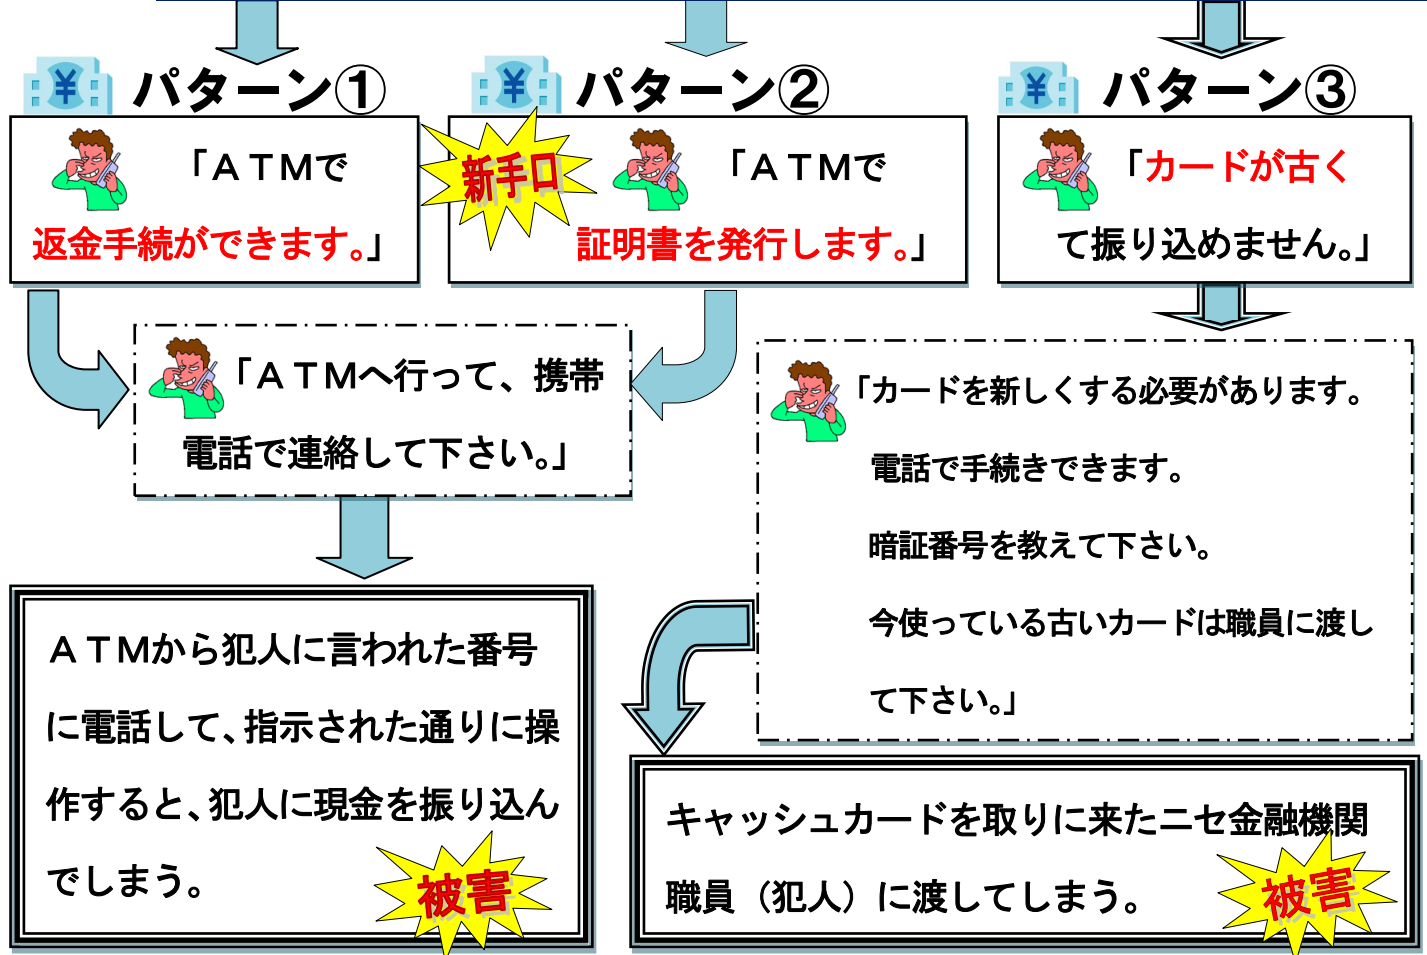 パターン①
「ＡＴＭで
返金手続ができます。」
パターン②
新手口
「ＡＴＭで
証明書を発行します。」
パターン③
「カードが古く
て振り込めません。」
「ＡＴＭへ行って、携帯
電話で連絡して下さい。」
「カードを新しくする必要があります。
電話で手続きできます。
暗証番号を教えて下さい。
今使っている古いカードは職員に渡し
て下さい。」
ＡＴＭから犯人に言われた番号
に電話して、指示された通りに操
作すると、犯人に現金を振り込ん
でしまう。
被害
キャッシュカードを取りに来たニセ金融機関
職員（犯人）に渡してしまう。
被害